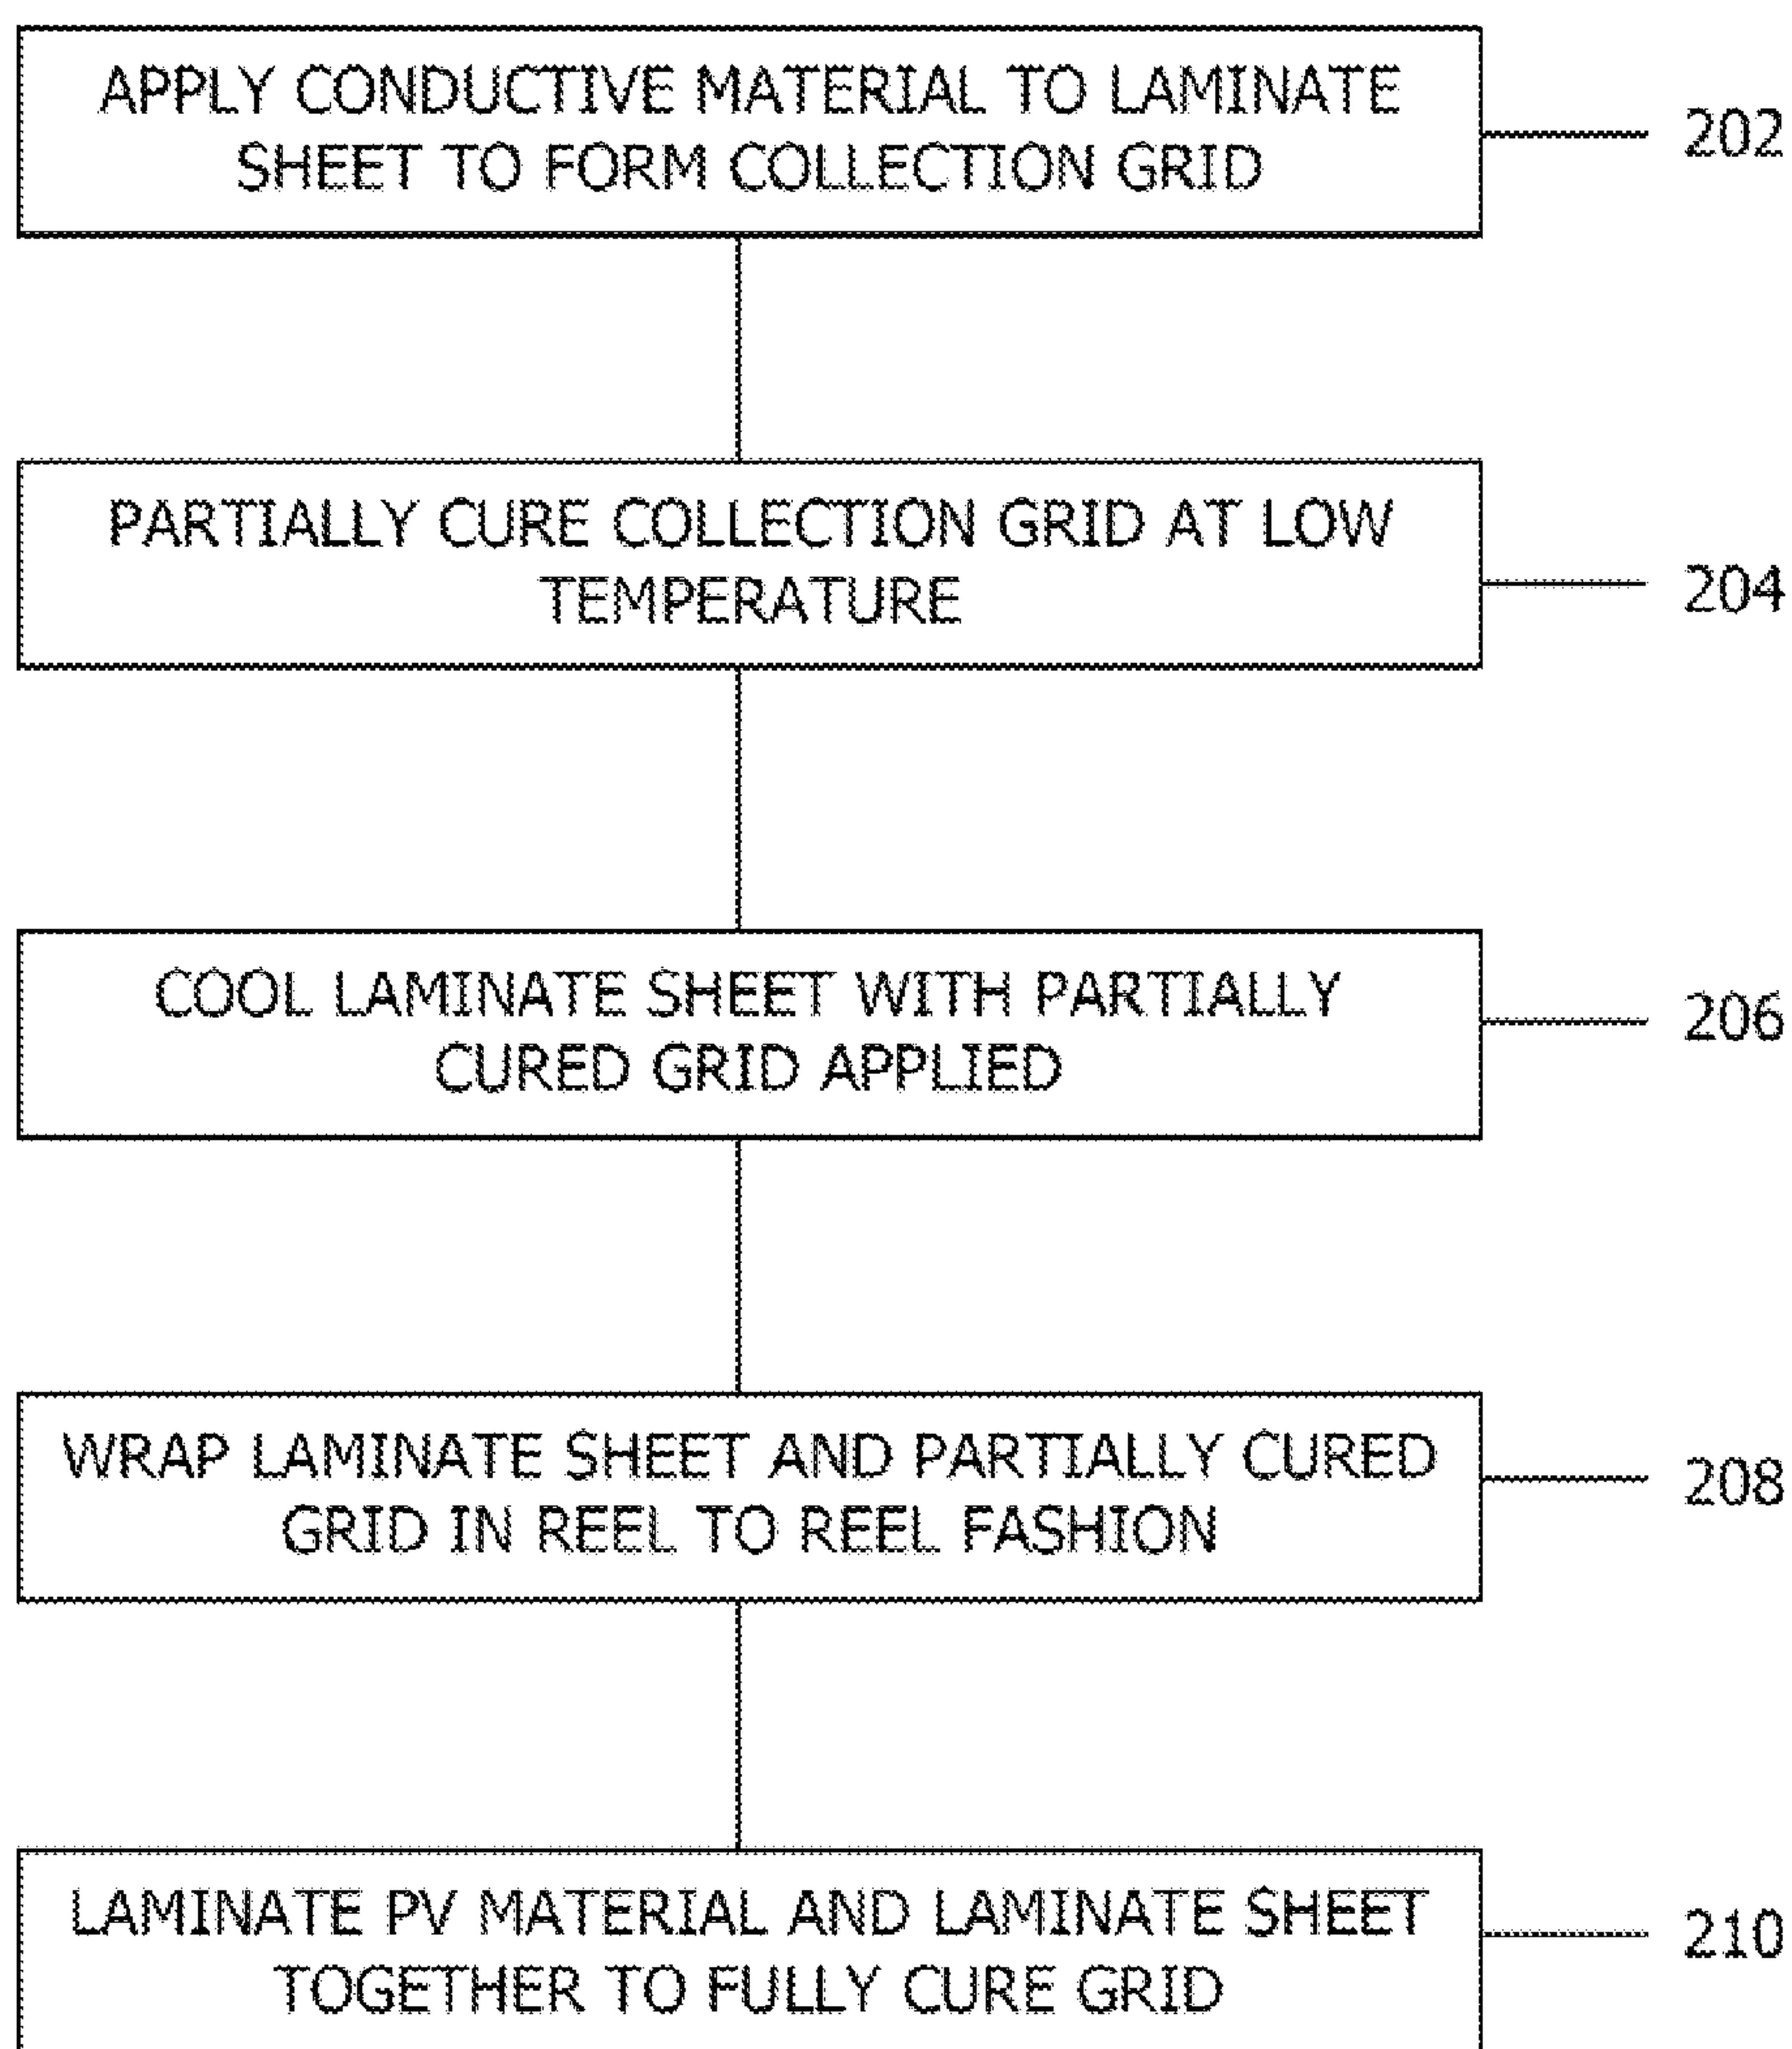 APPLY CONDUCTIVE MATERIAL TO LAMINATE
SHEET TO FORM COLLECTION GRID
202
PARTIALLY CURE COLLECTION GRID AT LOW
TEMPERATURE
204
COOL LAMINATE SHEET WITH PARTIALLY
CURED GRID APPLIED
206
WRAP LAMINATE SHEET AND PARTIALLY CURED
GRID IN REEL TO REEL FASHION
208
LAMINATE PV MATERIAL AND LAMINATE SHEET
TOGETHER TO FULLY CURE GRID
210